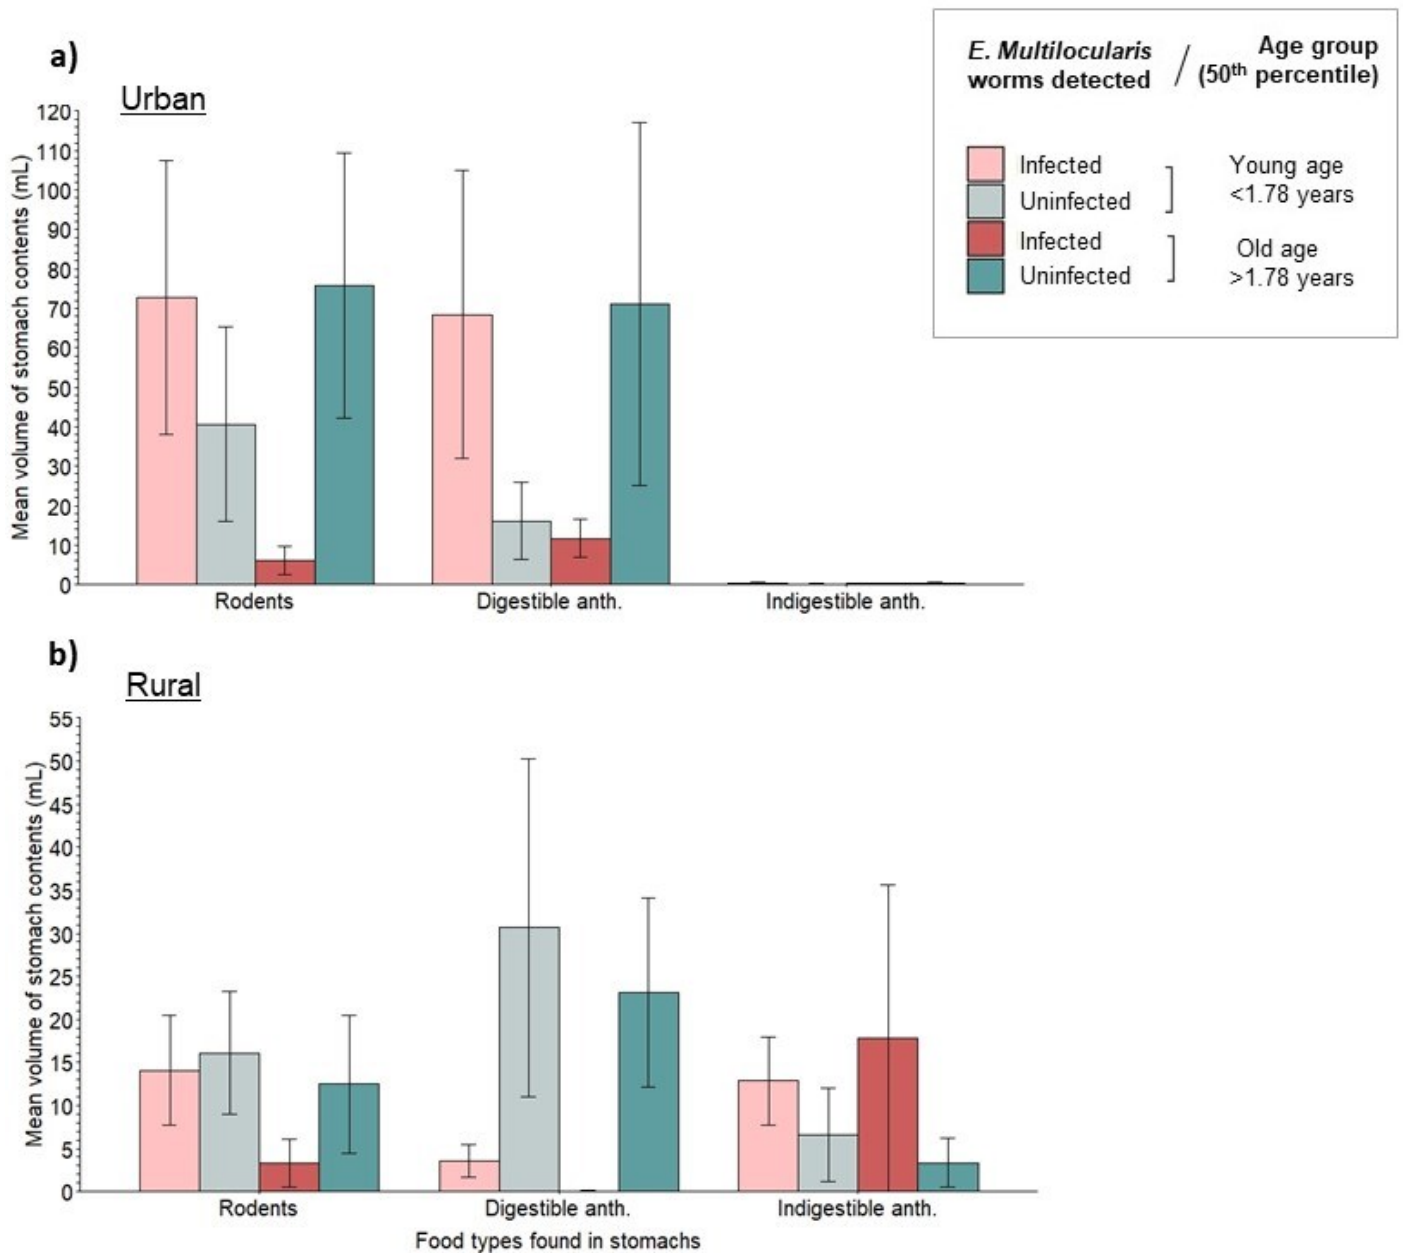 a)
Urban
Mean volume of stomach contents (mL)
120
110
100
90
80
70
60
50
40
30
20
10
0
Rodents Digestible anth. Indigestible anth.
E. Multilocularis / Age group
worms detected (50th percentile)
Infected
Uninfected
Young age
<1.78 years
Infected
Uninfected
Old age
>1.78 years
b)
Rural
Mean volume of stomach contents (mL)
55
50
45
40
35
30
25
20
15
10
5
0
Rodents Digestible anth. Indigestible anth.
Food types found in stomachs